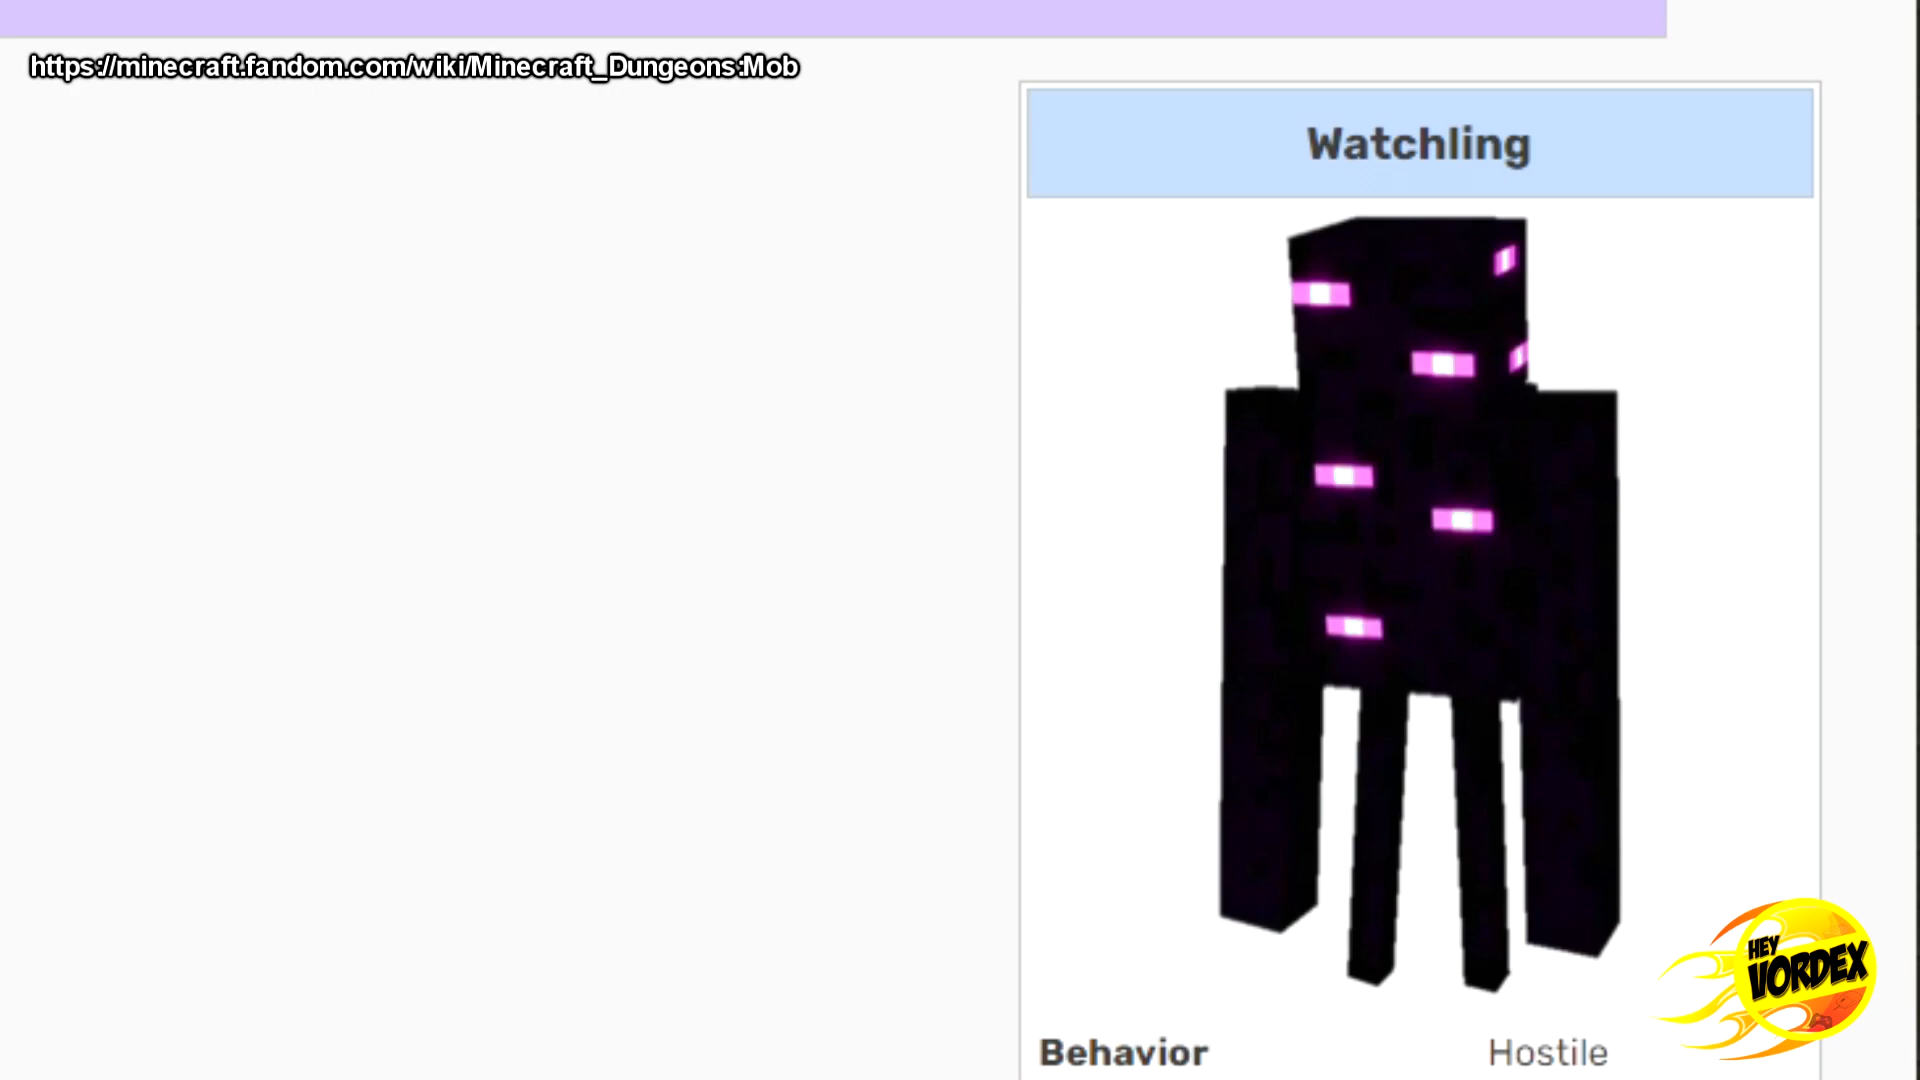 https://minecraft.fandom.com/wiki/Minecraft_Dungeons:Mob
Watchling
Behavior Hostile
HEY
VORDEX